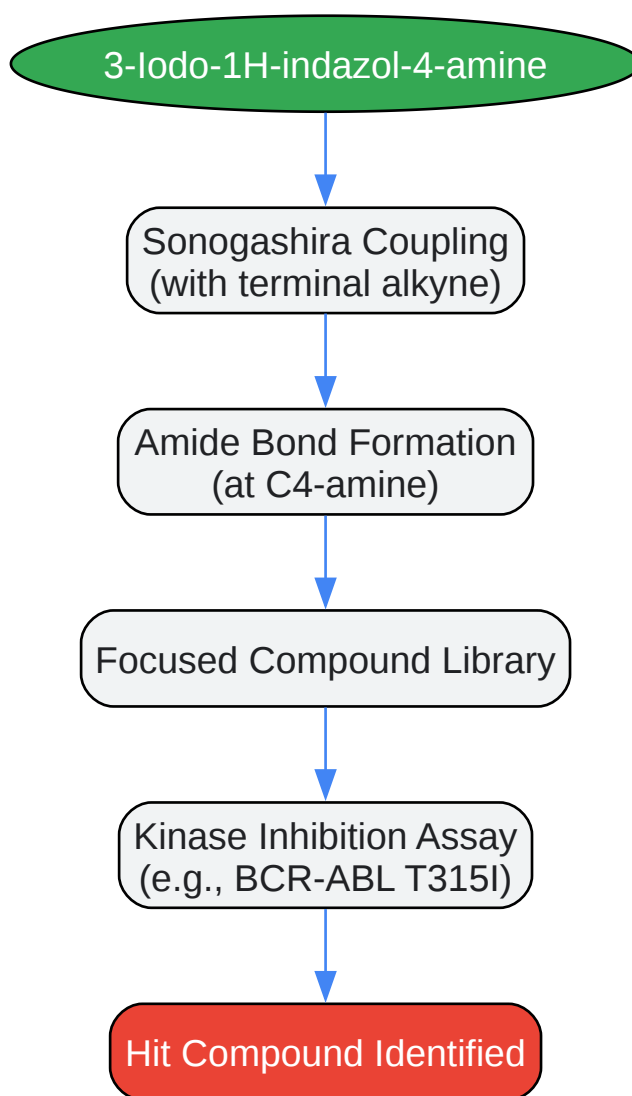 3-Iodo-1H-indazol-4-amine
Sonogashira Coupling
(with terminal alkyne)
Amide Bond Formation
(at C4-amine)
Focused Compound Library
Kinase Inhibition Assay
(e.g., BCR-ABL T315I)
Hit Compound Identified